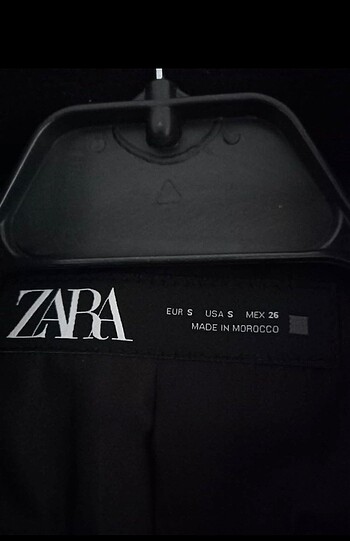 ZARA
EUR S USA S MEX 26
MADE IN MOROCCO